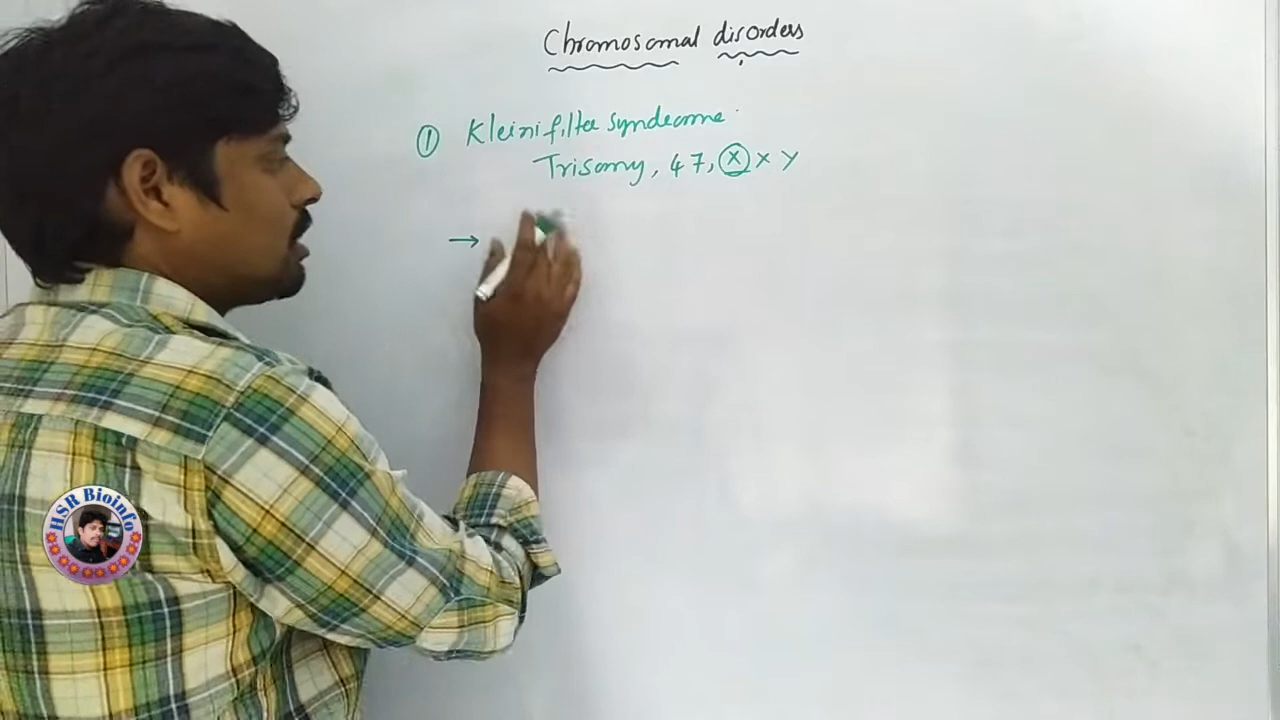 Chromosomal disorders
① Kleinifilter syndrome.
Trisomy, 47, X X Y
→
HSR Bioinfo